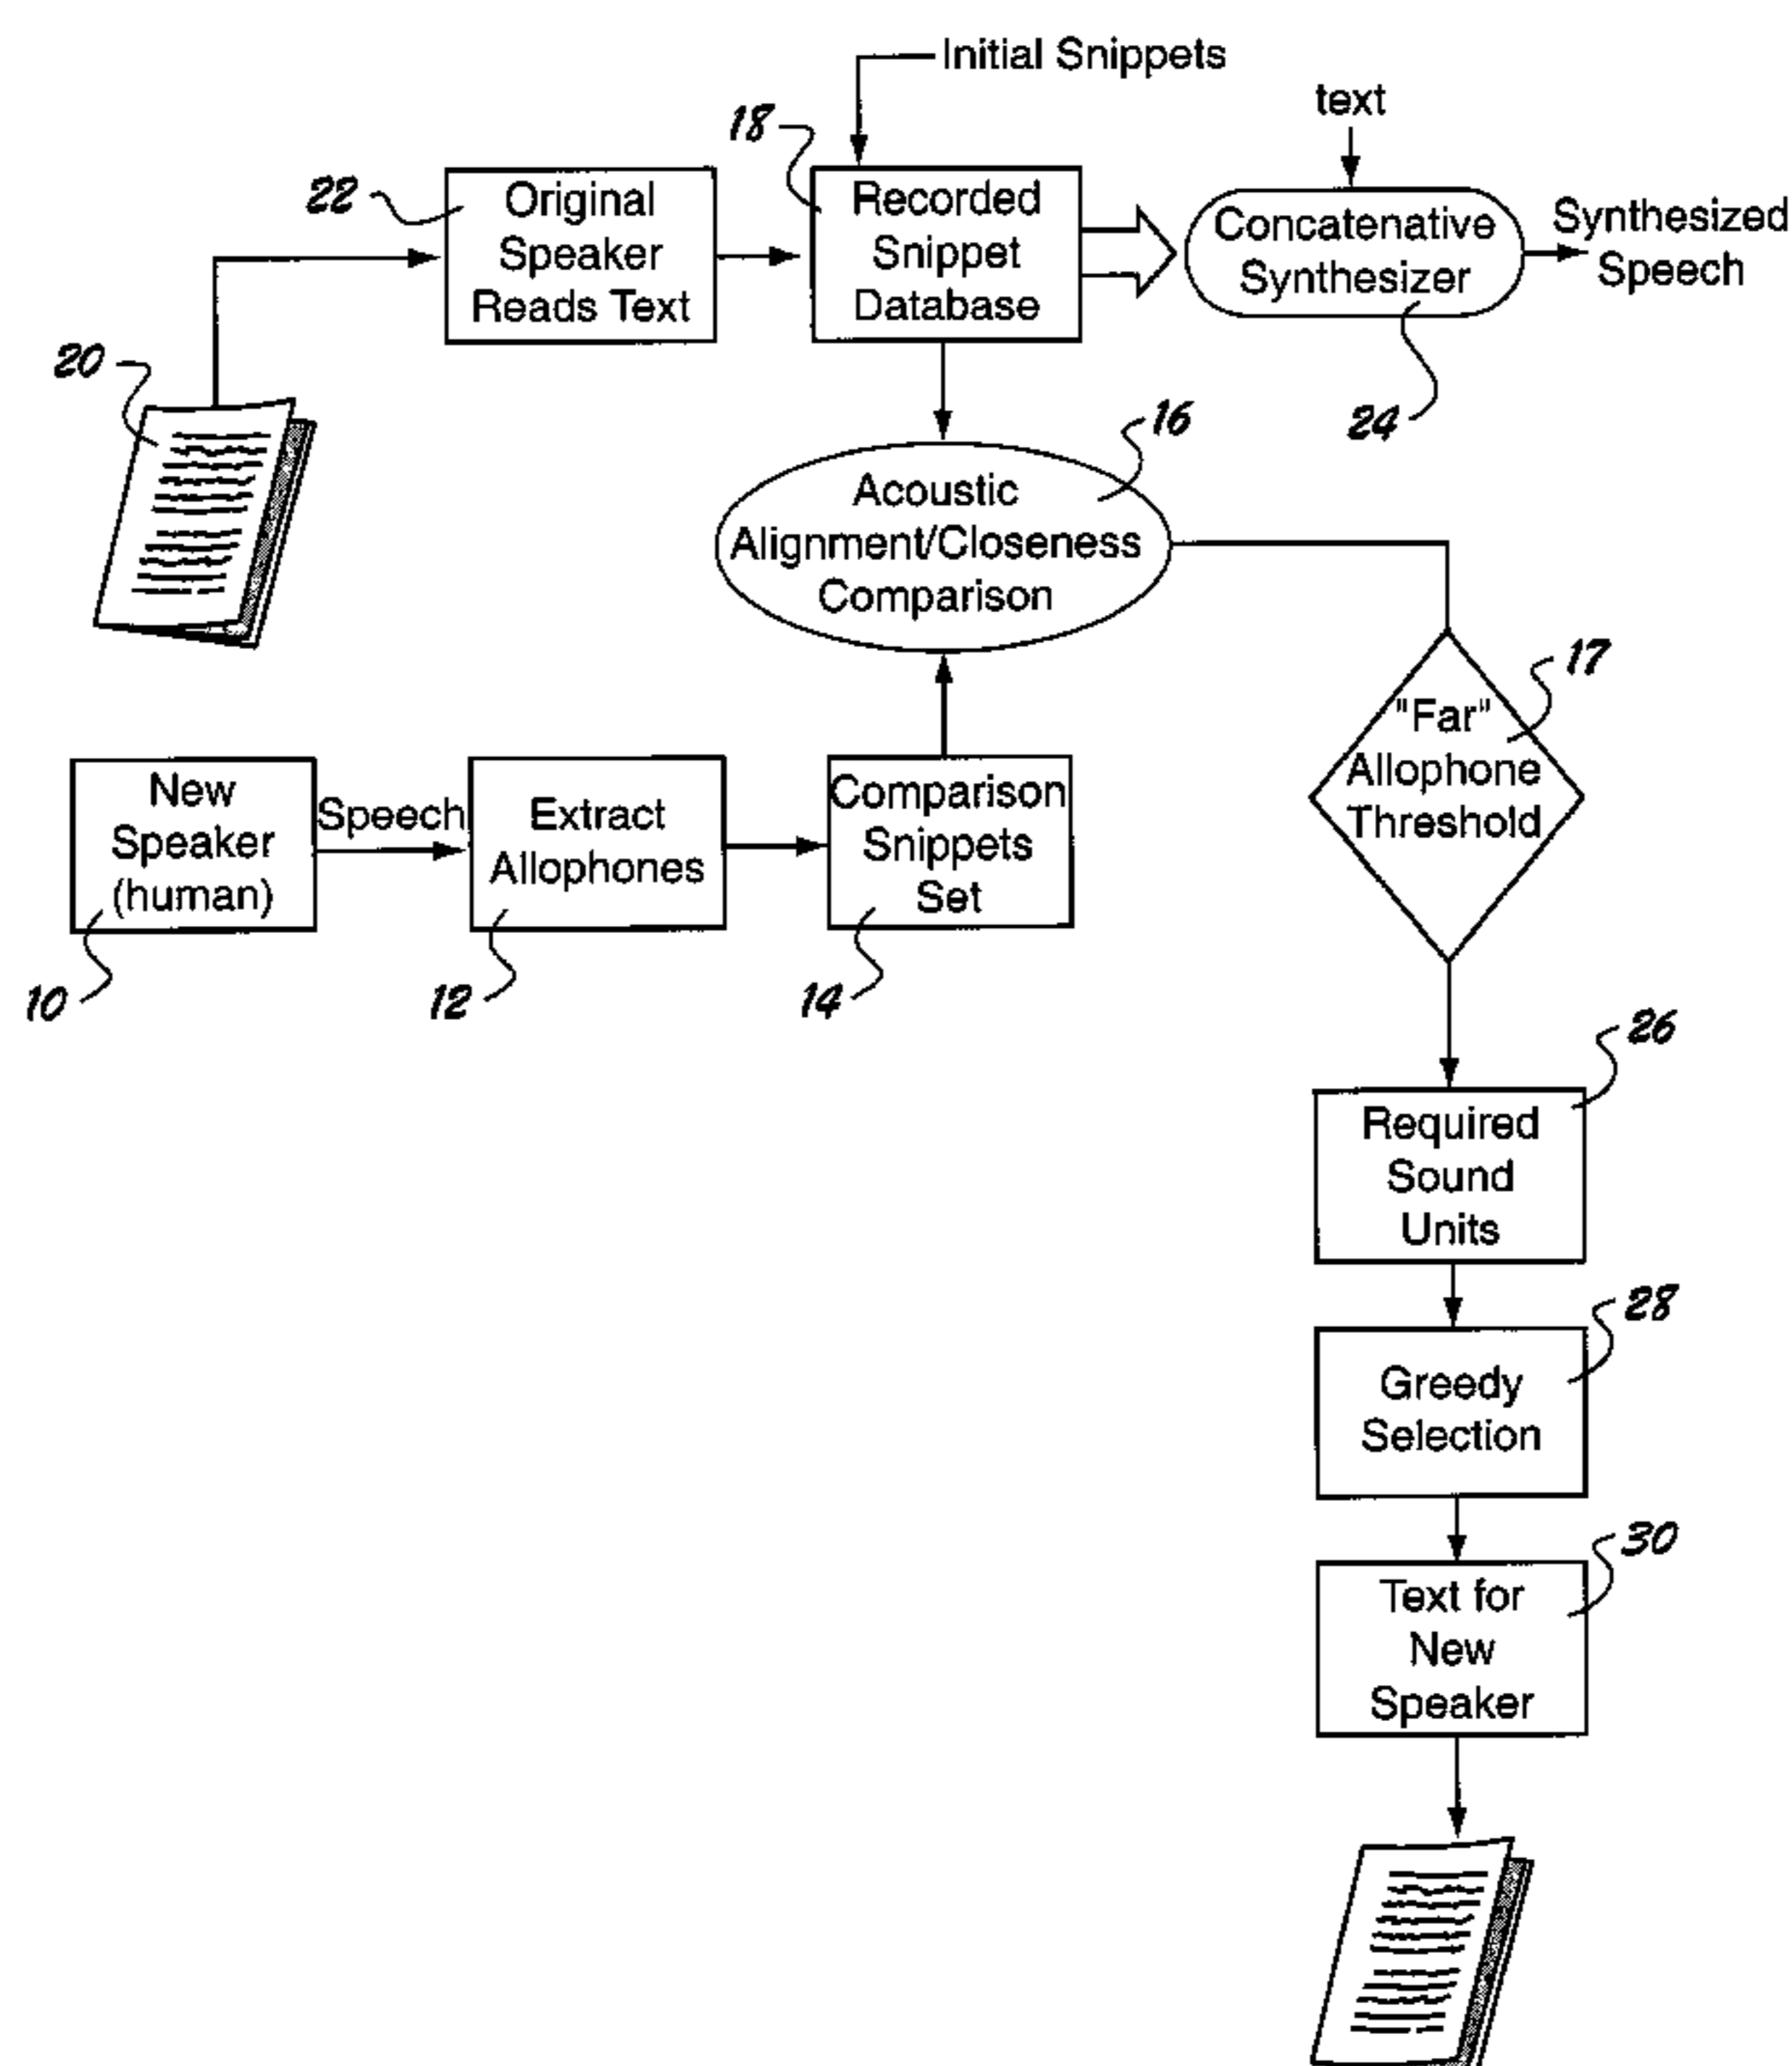 Initial Snippets
text
18
22
Original
Speaker
Reads Text
Recorded
Snippet
Database
Concatenative
Synthesizer
Synthesized
Speech
20
24
16
Acoustic
Alignment/Closeness
Comparison
17
"Far"
Allophone
Threshold
New
Speaker
(human)
Speech
Extract
Allophones
Comparison
Snippets
Set
10
12
14
26
Required
Sound
Units
28
Greedy
Selection
30
Text for
New
Speaker